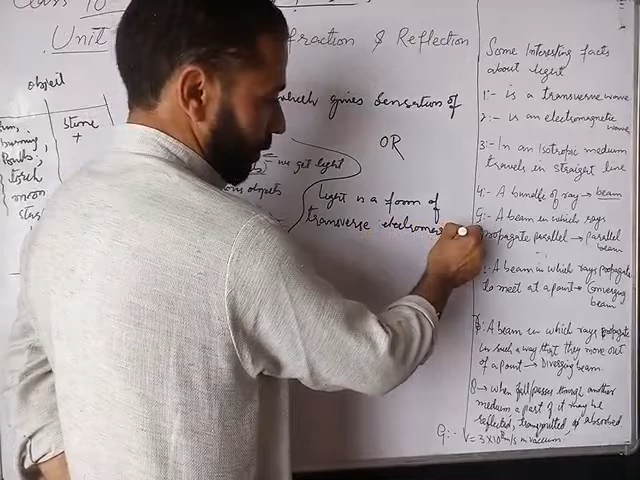 Class 10
Unit
fraction & Reflection
object
stone
torch
moon
which gives sensation of
OR
we get light
objects
Light is a form of
transverse
Some Interesting facts
about light
1:- is a transverse wave
2:- is an electromagnetic
wave
3:- In an isotropic medium
travels in straight line
4:- A bundle of ray → beam
A beam in which rays
propagate parallel → parallel
beam
:- A beam in which rays propagate
to meet at a point → Converging
beam
A beam in which rays propagate
in such a way that they move out
of a point → Diverging beam
8 → when fall/passes through another
medium a part of it may be
reflected, or absorbed
9:- V = 3×10⁸ m/s in vacuum